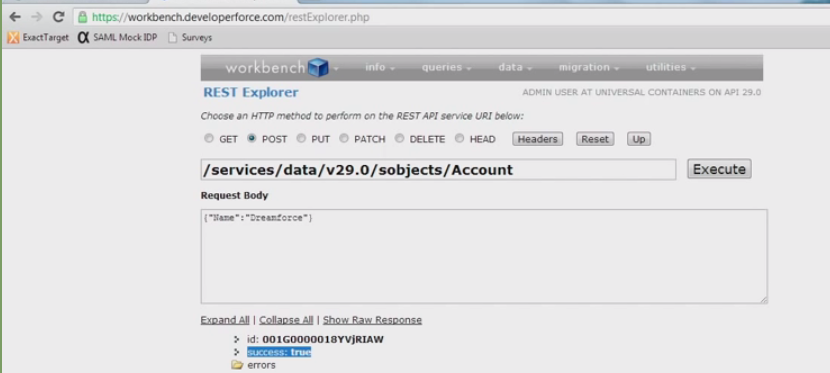 https://workbench.developerforce.com/restExplorer.php
ExactTarget SAML Mock IDP Surveys
workbench info queries data migration utilities
REST Explorer ADMIN USER AT UNIVERSAL CONTAINERS ON API 29.0
Choose an HTTP method to perform on the REST API service URI below:
GET POST PUT PATCH DELETE HEAD Headers Reset Up
/services/data/v29.0/sobjects/Account Execute
Request Body
{"Name":"Dreamforce"}
Expand All | Collapse All | Show Raw Response
id: 001G0000018YVjRIAW
success: true
errors